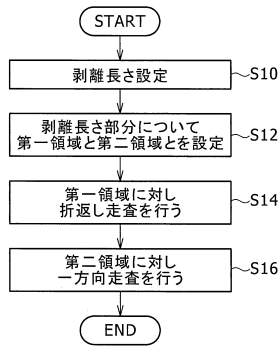 START
剥離長さ設定
S10
剥離長さ部分について
第一領域と第二領域とを設定
S12
第一領域に対し
折返し走査を行う
S14
第二領域に対し
一方向走査を行う
S16
END